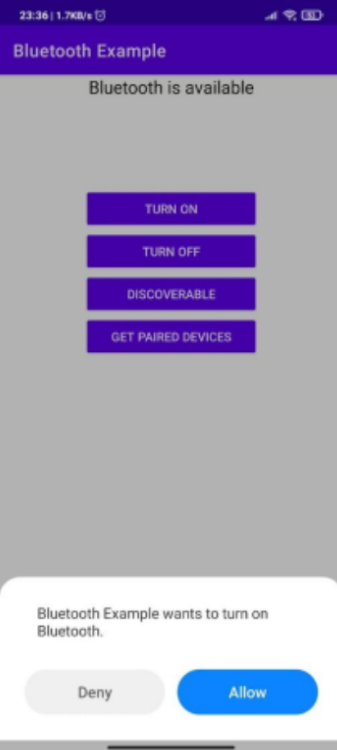 23:36 | 1.7KB/s
Bluetooth Example
Bluetooth is available
TURN ON
TURN OFF
DISCOVERABLE
GET PAIRED DEVICES
Bluetooth Example wants to turn on
Bluetooth.
Deny
Allow